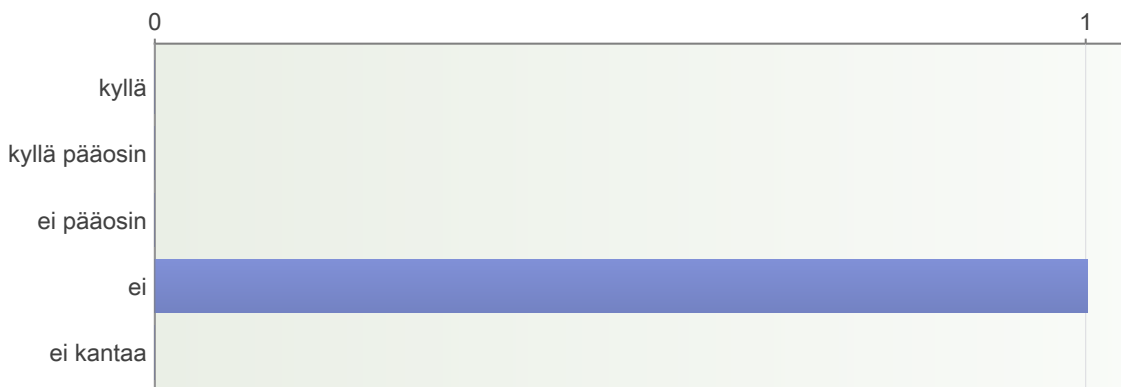 0 1
kyllä
kyllä pääosin
ei pääosin
ei
ei kantaa